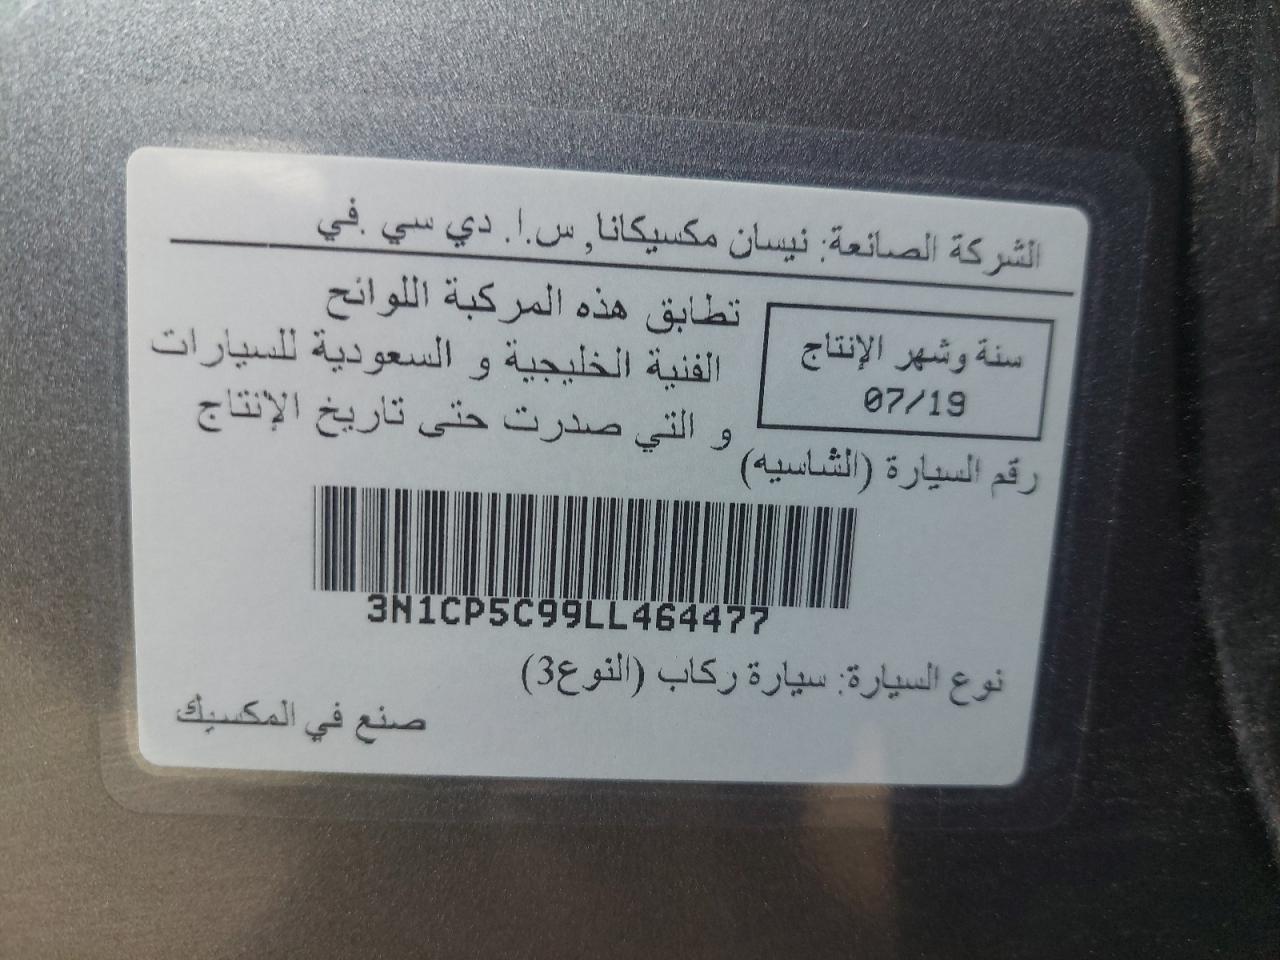 الشركة الصانعة: نيسان مكسيكانا, س.ا. دي سي .في
سنة وشهر الإنتاج
07/19
تطابق هذه المركبة اللوائح
الفنية الخليجية و السعودية للسيارات
و التي صدرت حتى تاريخ الإنتاج
رقم السيارة (الشاسيه)
3N1CP5C99LL464477
نوع السيارة: سيارة ركاب (النوع3)
صنع في المكسيك